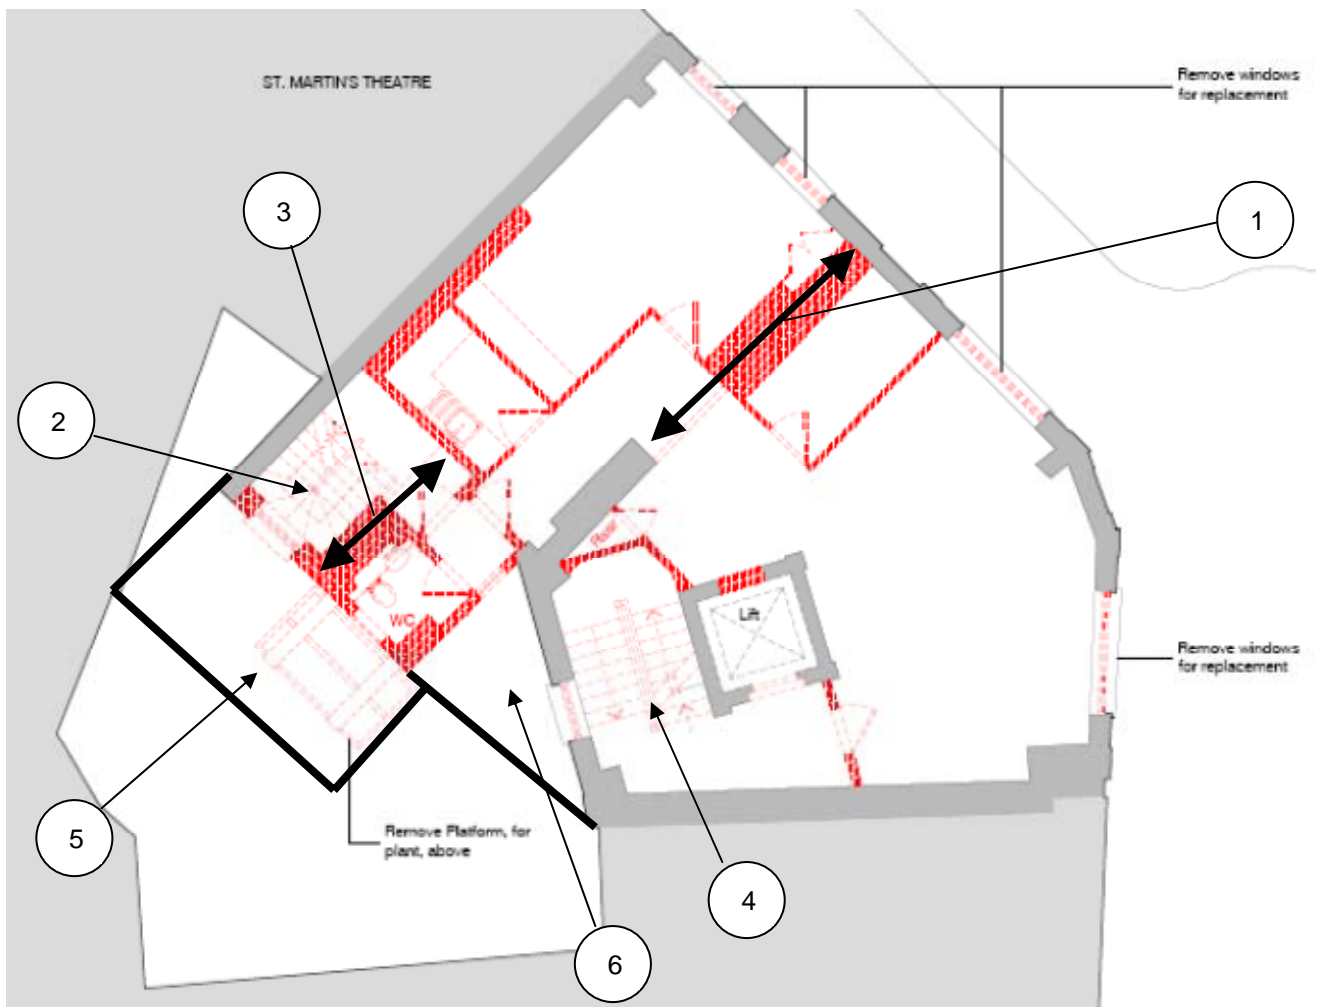 ST. MARTIN'S THEATRE
Remove windows
for replacement
3
1
2
Riser
Lift
WC
Remove windows
for replacement
5
Remove Platform, for
plant, above
4
6